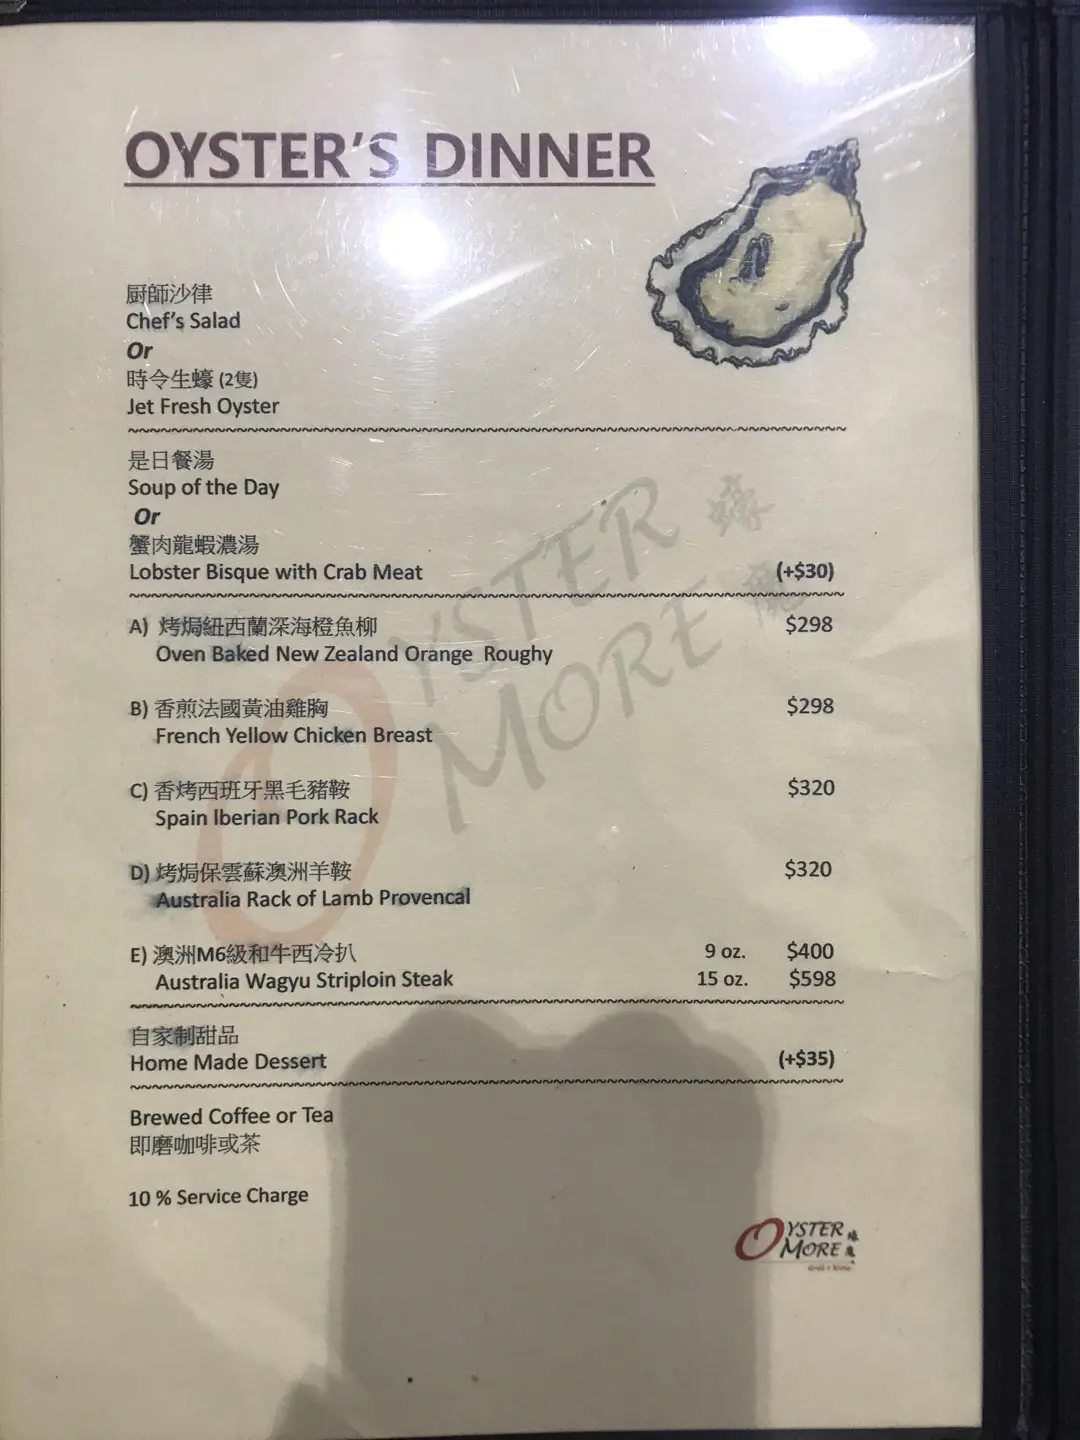 OYSTER'S DINNER
厨師沙律
Chef's Salad
Or
時令生蠔 (2隻)
Jet Fresh Oyster
是日餐湯
Soup of the Day
Or
蟹肉龍蝦濃湯
Lobster Bisque with Crab Meat (+$30)
A) 烤焗紐西蘭深海橙魚柳 $298
Oven Baked New Zealand Orange Roughy
B) 香煎法國黃油雞胸 $298
French Yellow Chicken Breast
C) 香烤西班牙黑毛豬鞍 $320
Spain Iberian Pork Rack
D) 烤焗保雲蘇澳洲羊鞍 $320
Australia Rack of Lamb Provencal
E) 澳洲M6級和牛西冷扒 9 oz. $400
Australia Wagyu Striploin Steak 15 oz. $598
自家制甜品
Home Made Dessert (+$35)
Brewed Coffee or Tea
即磨咖啡或茶
10 % Service Charge
OYSTER 蠔
MORE 魔
OYSTER 蠔
MORE 魔